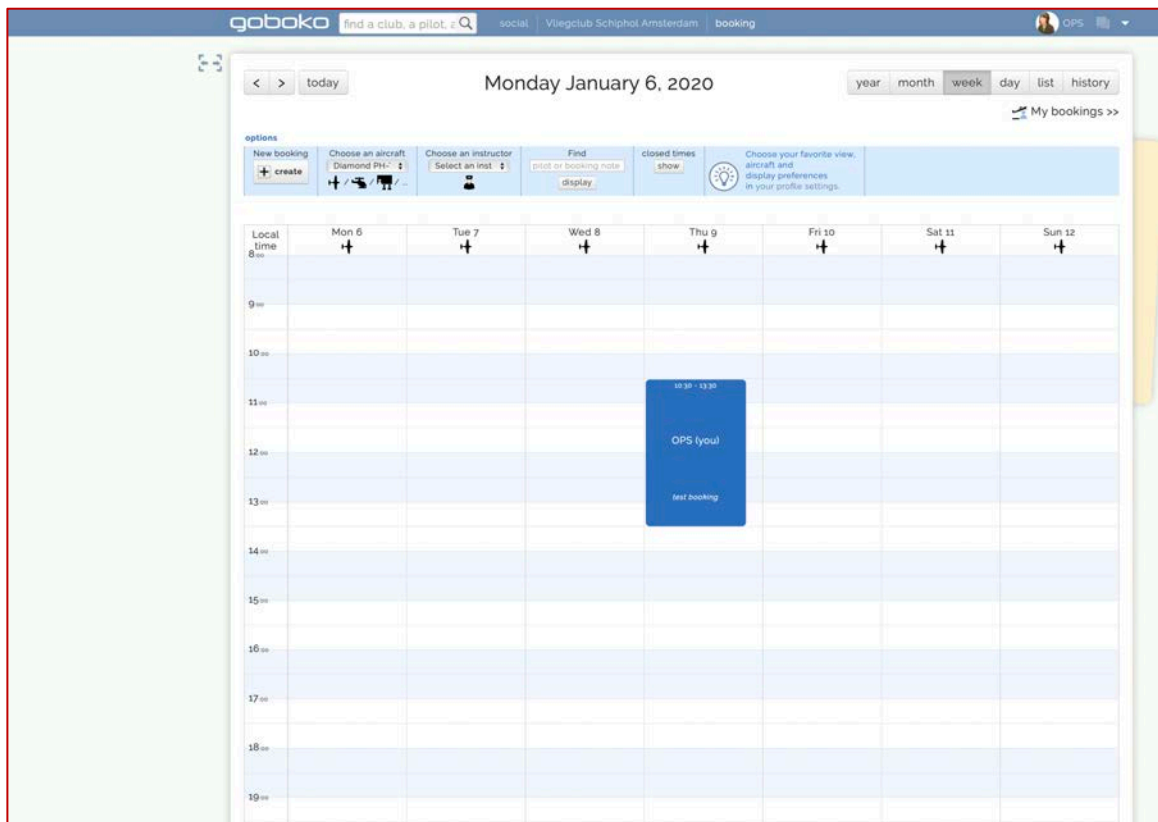 goboko find a club, a pilot, social Vliegclub Schiphol Amsterdam booking OPS
< > today Monday January 6, 2020 year month week day list history
My bookings >>
options
New booking Choose an aircraft Choose an instructor Find closed times Choose your favorite view,
+ create Diamond PH- Select an inst pilot or booking note show aircraft and
/ / / ... display display preferences
in your profile settings.
Local Mon 6 Tue 7 Wed 8 Thu 9 Fri 10 Sat 11 Sun 12
time
8:00
9:00
10:00
10:30 - 13:30
11:00
OPS (you)
12:00
test booking
13:00
14:00
15:00
16:00
17:00
18:00
19:00